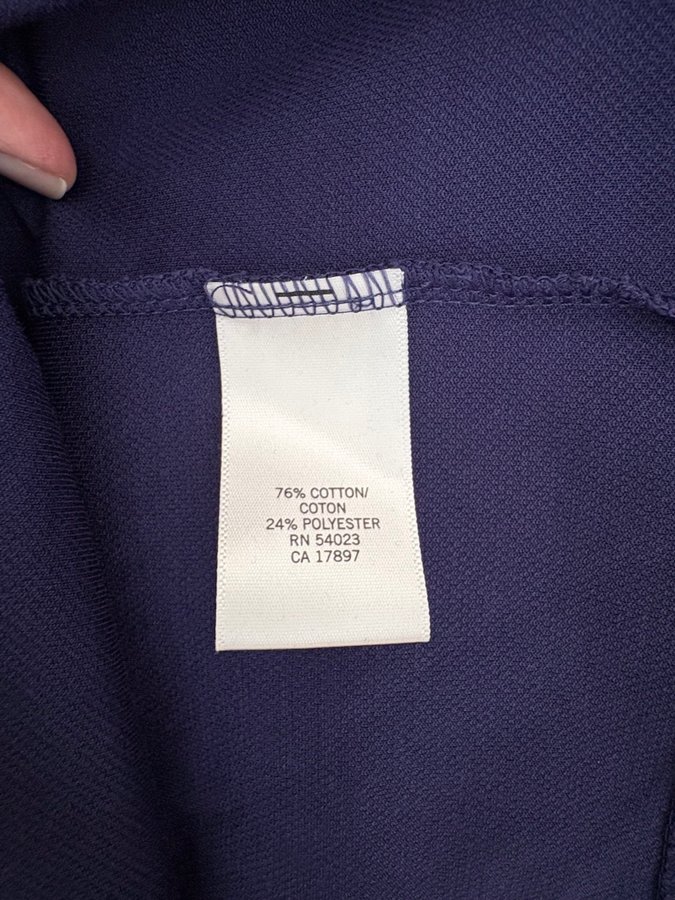 76% COTTON/
COTON
24% POLYESTER
RN 54023
CA 17897